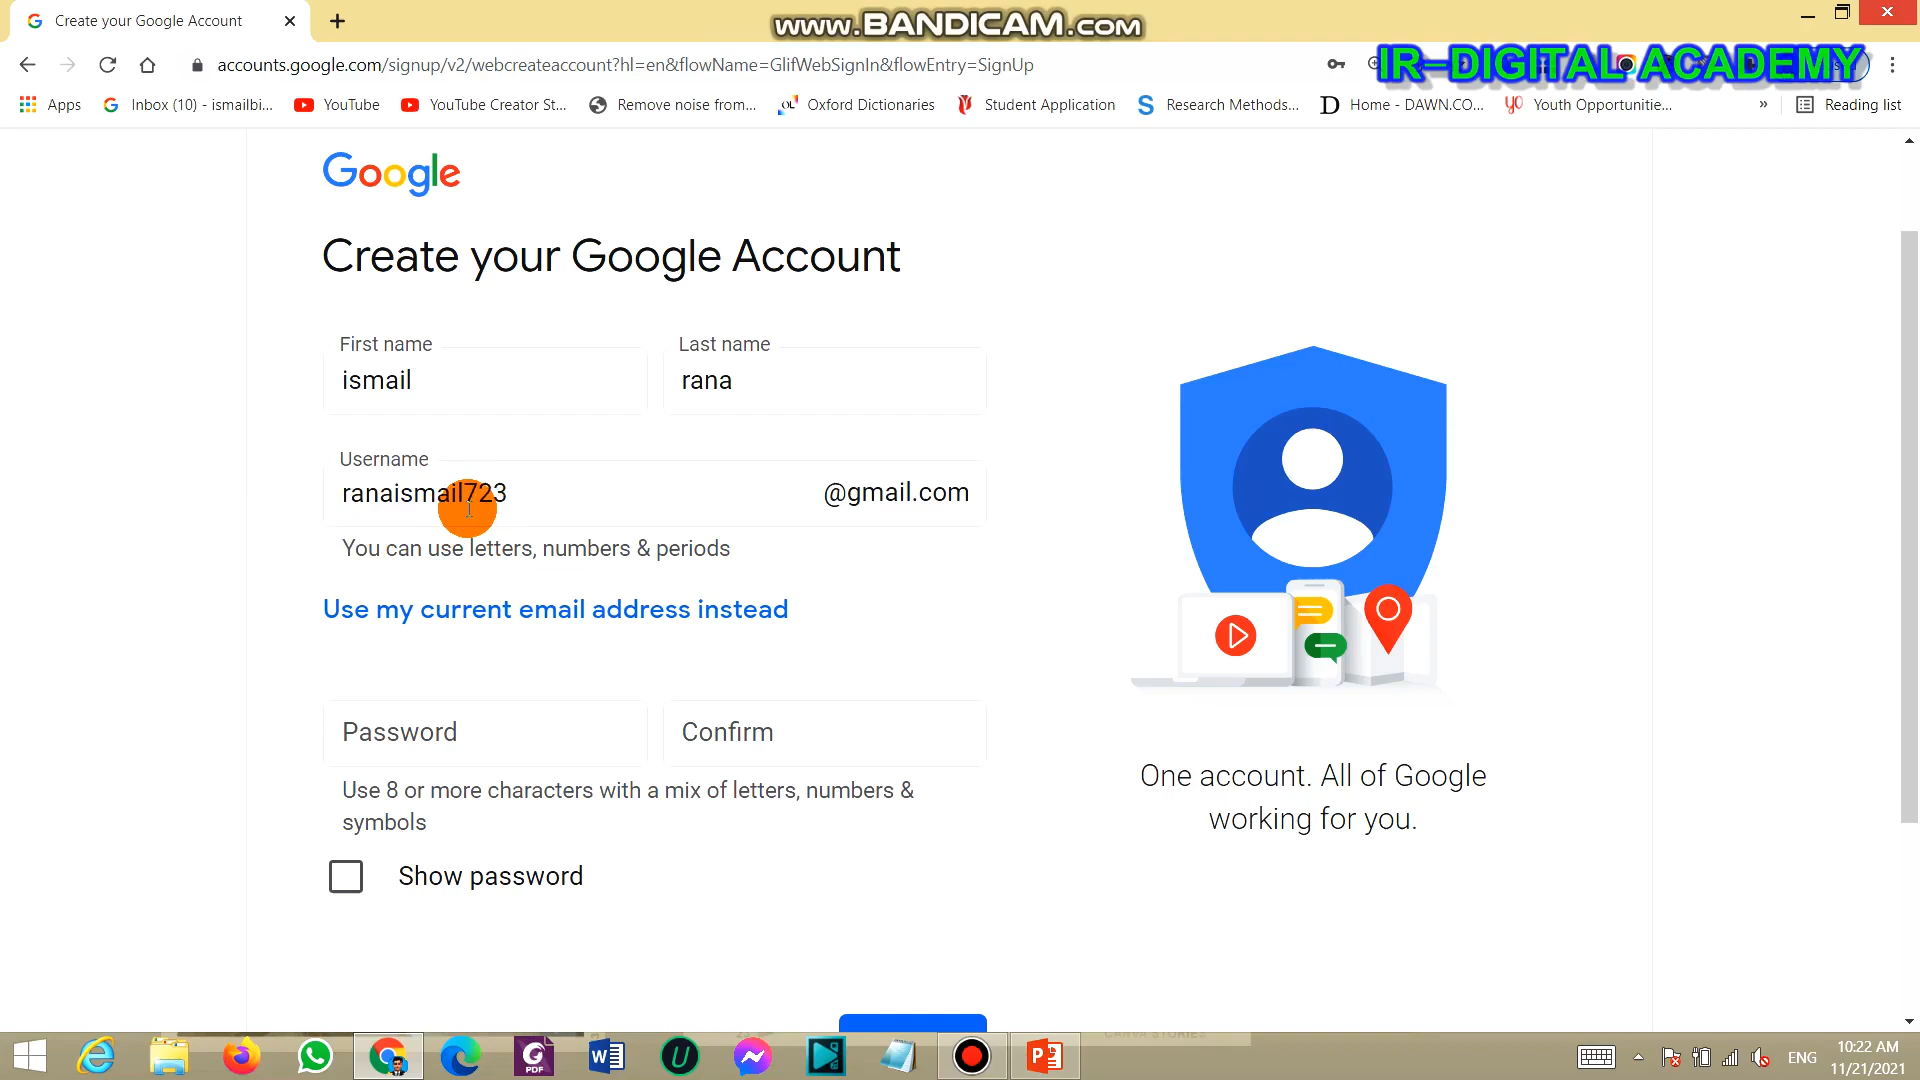 Create your Google Account
www.BANDICAM.com
accounts.google.com/signup/v2/webcreateaccount?hl=en&flowName=GlifWebSignIn&flowEntry=SignUp
IR-DIGITAL ACADEMY
Apps
Inbox (10) - ismailbi...
YouTube
YouTube Creator St...
Remove noise from...
Oxford Dictionaries
Student Application
Research Methods...
Home - DAWN.CO...
Youth Opportunitie...
»
Reading list
Google
Create your Google Account
First name
Last name
ismail
rana
Username
ranaismail723
@gmail.com
You can use letters, numbers & periods
Use my current email address instead
Password
Confirm
Use 8 or more characters with a mix of letters, numbers &
symbols
Show password
One account. All of Google
working for you.
CANVA STORIES
ENG
10:22 AM
11/21/2021